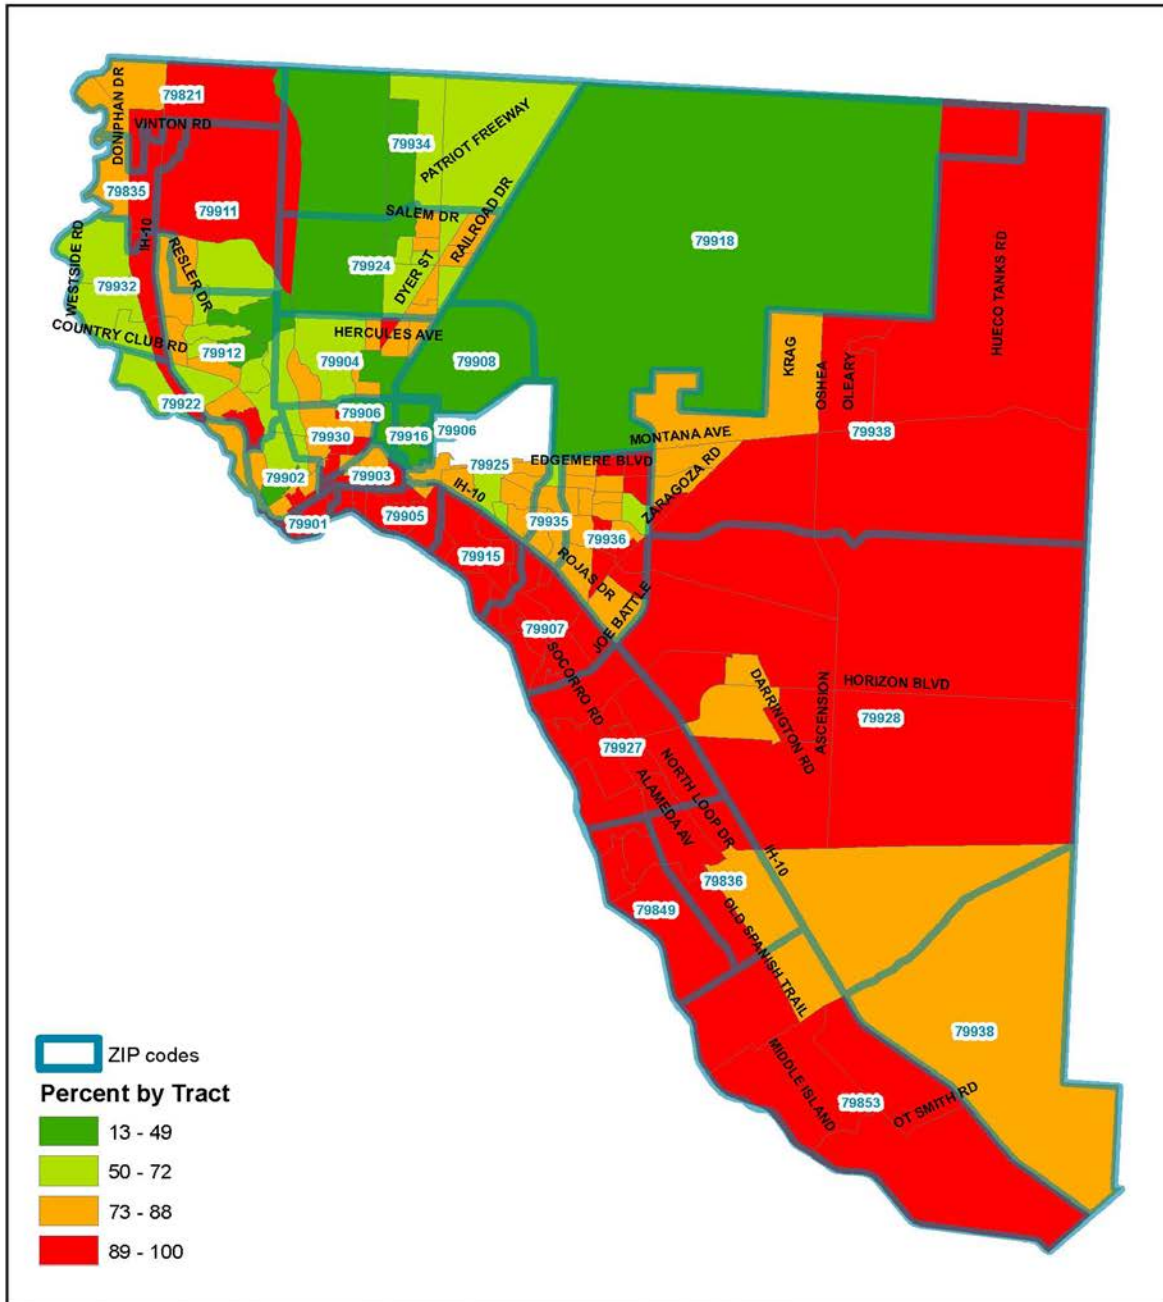 DONIPHAN DR
79821
VINTON RD
79934
PATRIOT FREEWAY
79835
79911
IH-10
RESLER DR
SALEM DR
RAILROAD DR
79918
WESTSIDE RD
79932
79924
DYER ST
HUECO TANKS RD
COUNTRY CLUB RD
79912
HERCULES AVE
79904
79908
KRAG
OSHEA
OLEARY
79922
79906
79930
79916
79906
MONTANA AVE
79938
79902
79903
79925
EDGEMERE BLVD
ZARAGOZA RD
IH-10
79901
79905
79935
79936
79915
ROJAS DR
JOE BATTLE
79907
SOCORRO RD
DARRINGTON RD
HORIZON BLVD
ASCENSION
79928
79927
NORTH LOOP DR
ALAMEDA AV
IH-10
79836
79849
OLD SPANISH TRAIL
79938
MIDDLE ISLAND
79853
OT SMITH RD
ZIP codes
Percent by Tract
13 - 49
50 - 72
73 - 88
89 - 100